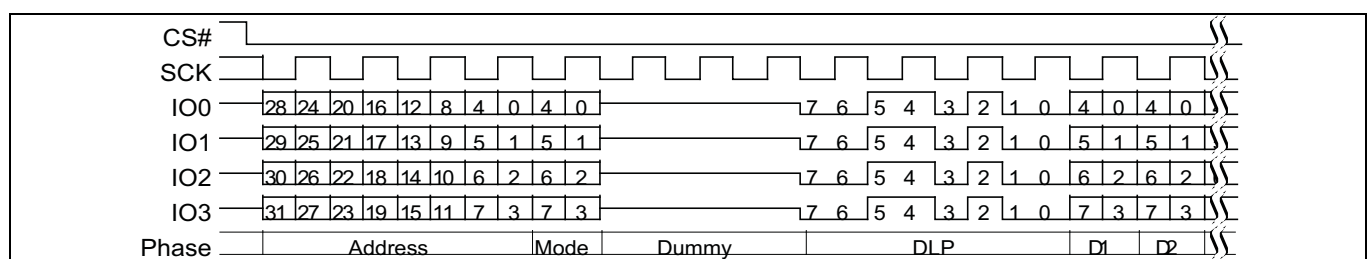 CS#
SCK
IO0 28 24 20 16 12 8 4 0 4 0 7 6 5 4 3 2 1 0 4 0 4 0
IO1 29 25 21 17 13 9 5 1 5 1 7 6 5 4 3 2 1 0 5 1 5 1
IO2 30 26 22 18 14 10 6 2 6 2 7 6 5 4 3 2 1 0 6 2 6 2
IO3 31 27 23 19 15 11 7 3 7 3 7 6 5 4 3 2 1 0 7 3 7 3
Phase Address Mode Dummy DLP D1 D2